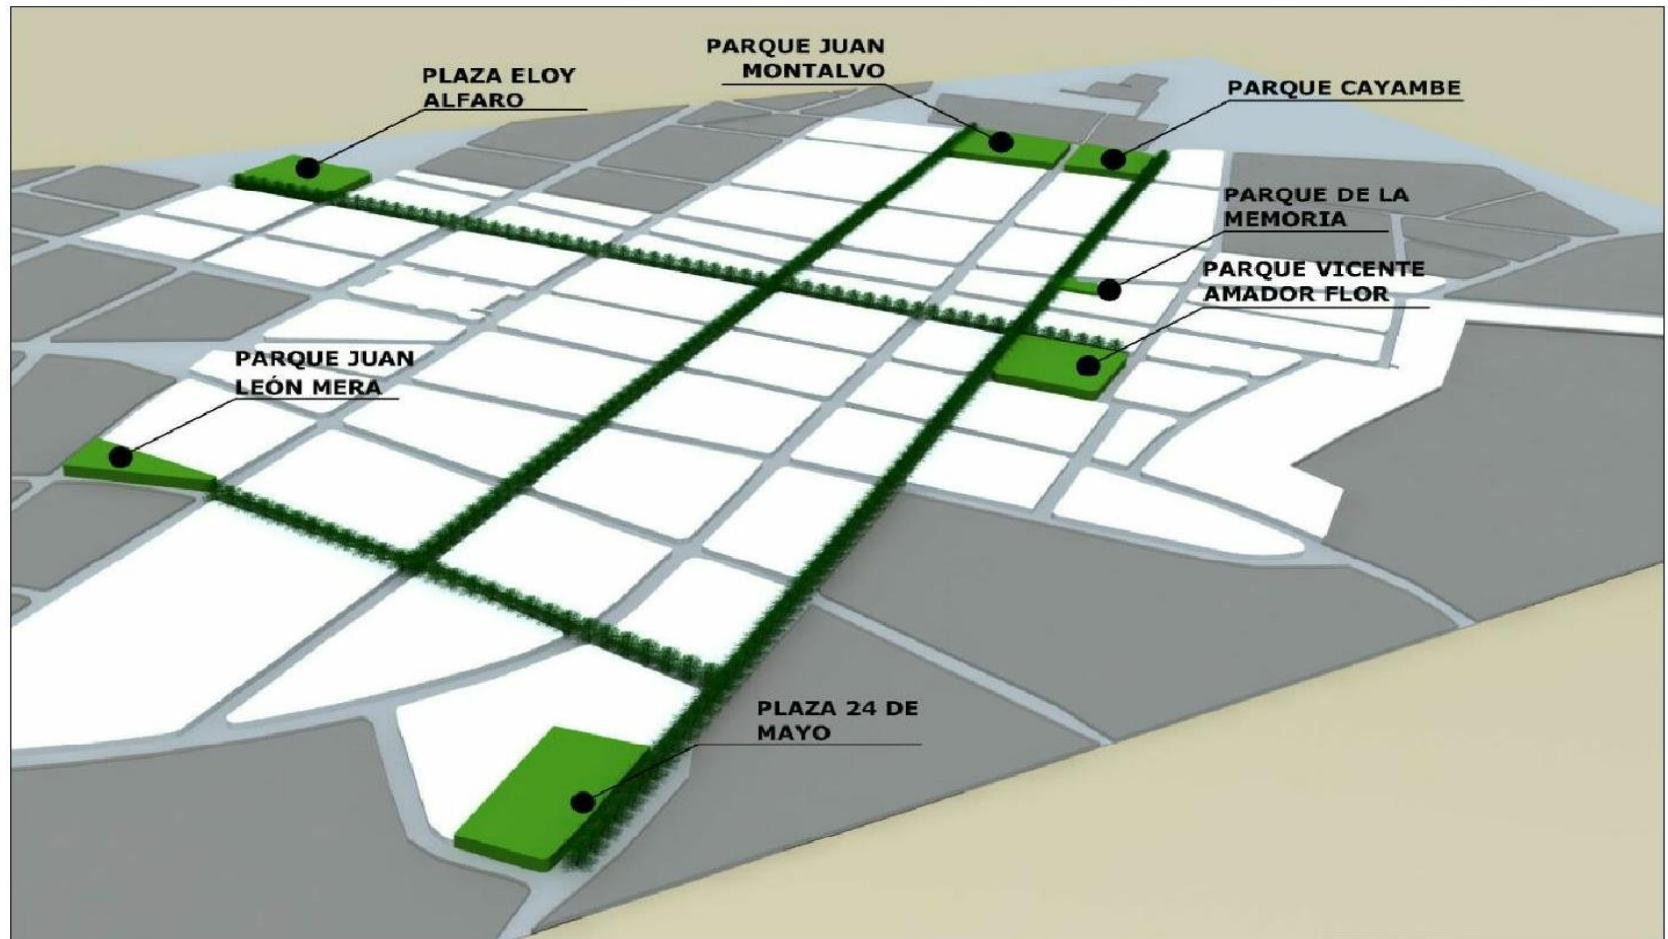 PARQUE JUAN
MONTALVO
PLAZA ELOY
ALFARO
PARQUE CAYAMBE
PARQUE DE LA
MEMORIA
PARQUE VICENTE
AMADOR FLOR
PARQUE JUAN
LEÓN MERA
PLAZA 24 DE
MAYO